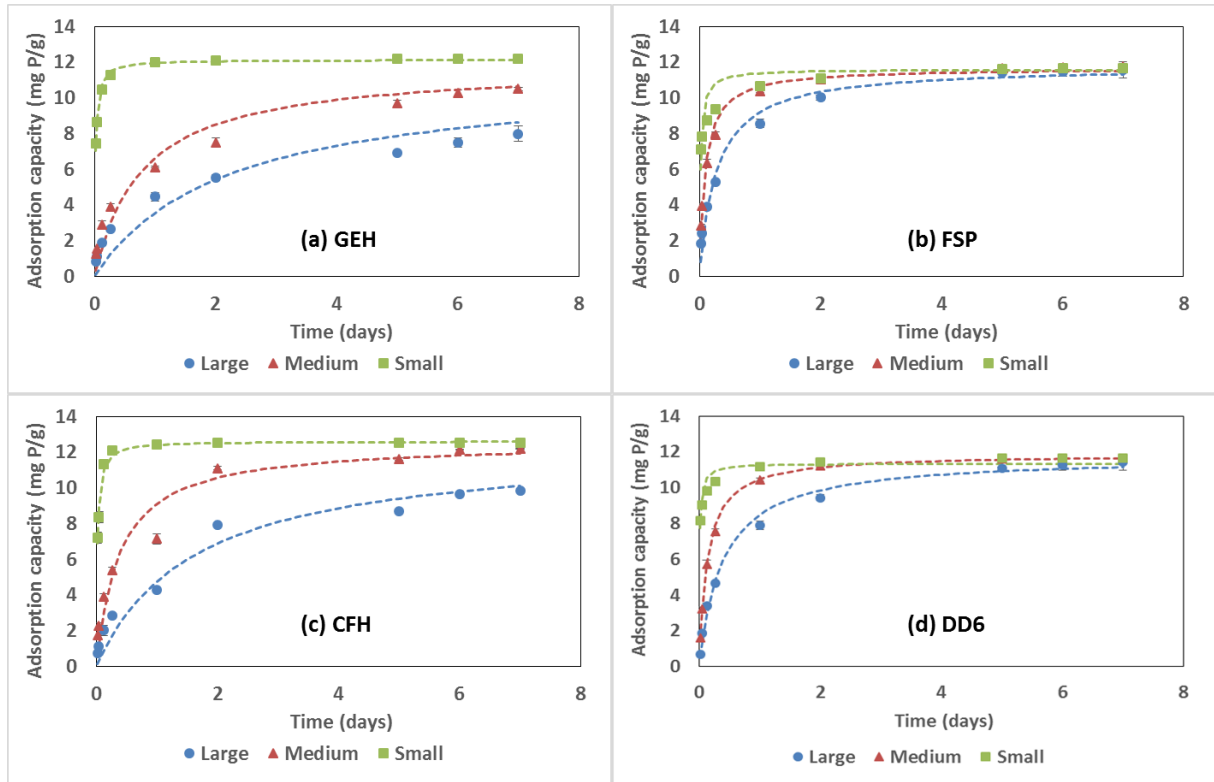 14
12
10
8
6
4
2
0
Adsorption capacity (mg P/g)
(a) GEH
0 2 4 6 8
Time (days)
Large Medium Small
14
12
10
8
6
4
2
0
Adsorption capacity (mg P/g)
(b) FSP
0 2 4 6 8
Time (days)
Large Medium Small
14
12
10
8
6
4
2
0
Adsorption capacity (mg P/g)
(c) CFH
0 2 4 6 8
Time (days)
Large Medium Small
14
12
10
8
6
4
2
0
Adsorption capacity (mg P/g)
(d) DD6
0 2 4 6 8
Time (days)
Large Medium Small